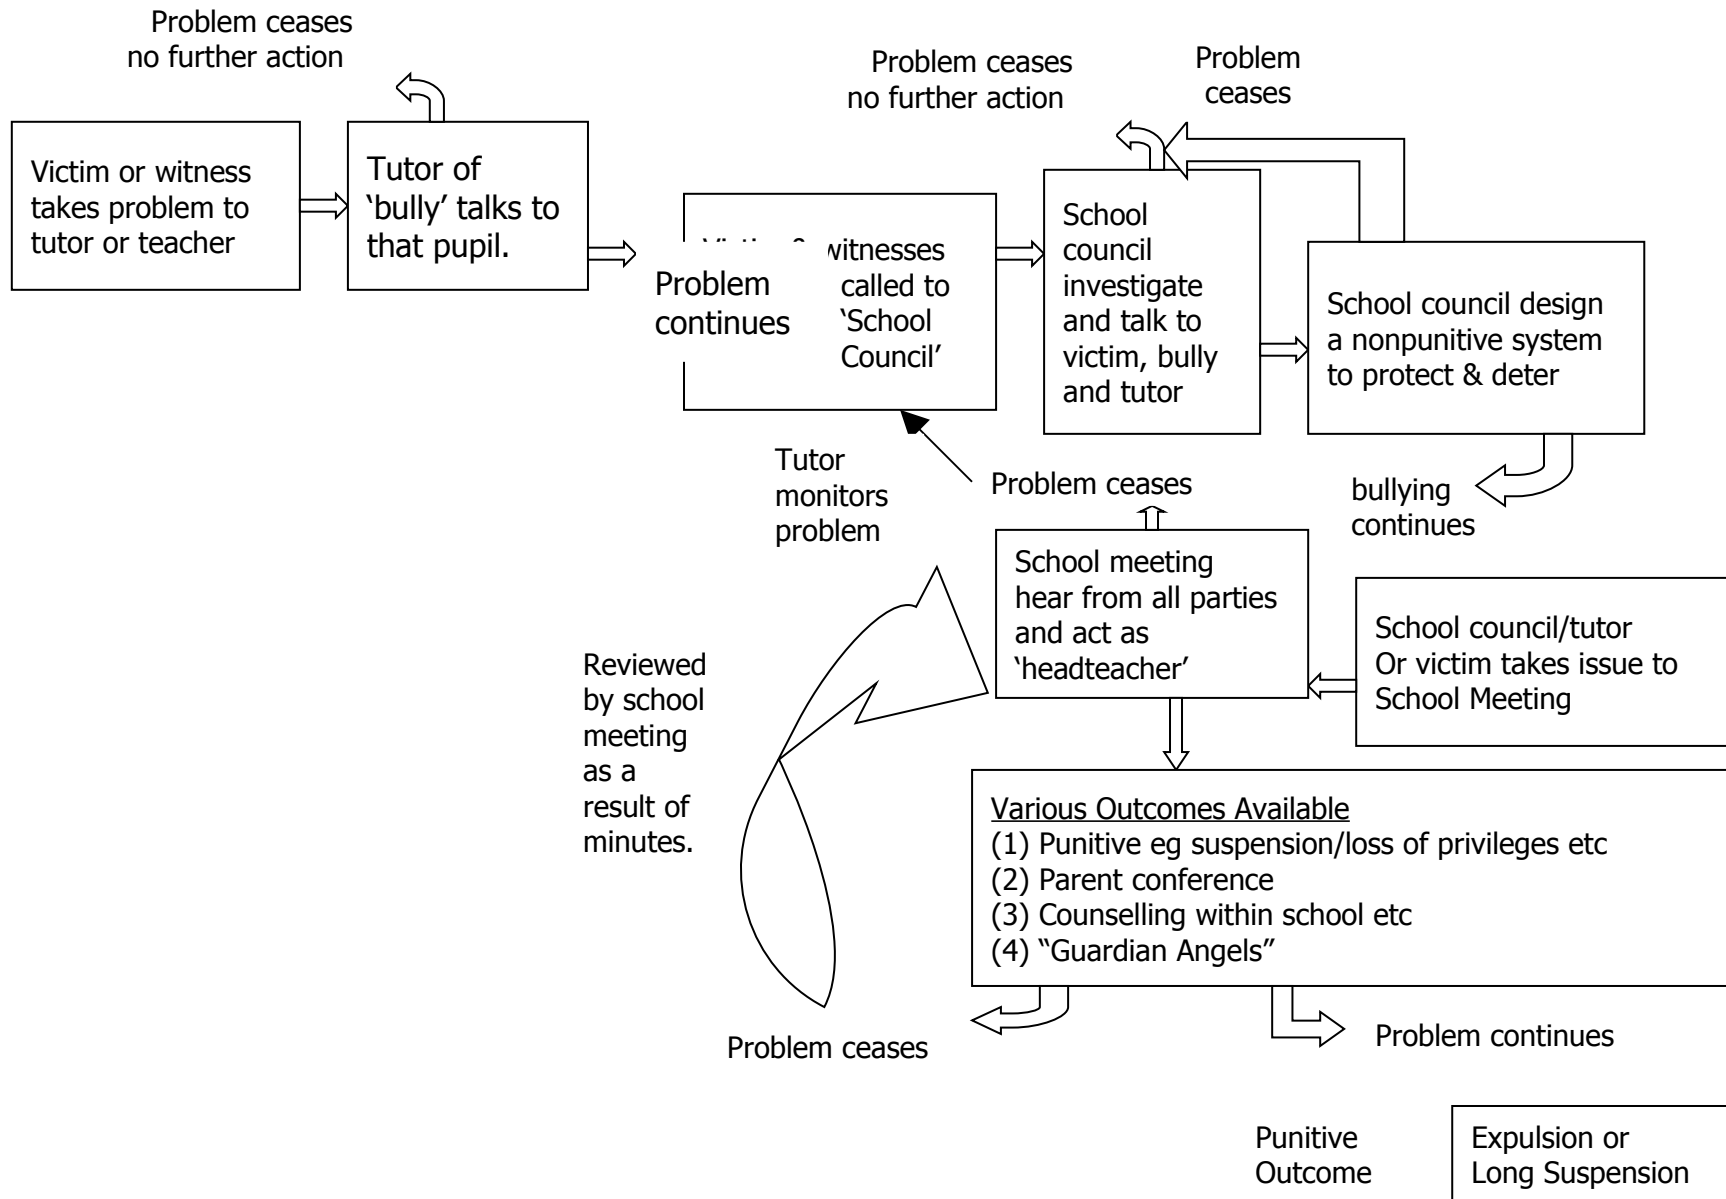 Problem ceases
no further action
Victim or witness
takes problem to
tutor or teacher
Tutor of
‘bully’ talks to
that pupil.
Problem
continues
witnesses
called to
‘School
Council’
Problem ceases
no further action
Problem
ceases
School
council
investigate
and talk to
victim, bully
and tutor
School council design
a nonpunitive system
to protect & deter
bullying
continues
Tutor
monitors
problem
Problem ceases
School meeting
hear from all parties
and act as
‘headteacher’
School council/tutor
Or victim takes issue to
School Meeting
Reviewed
by school
meeting
as a
result of
minutes.
Various Outcomes Available
(1) Punitive eg suspension/loss of privileges etc
(2) Parent conference
(3) Counselling within school etc
(4) “Guardian Angels”
Problem ceases
Problem continues
Punitive
Outcome
Expulsion or
Long Suspension